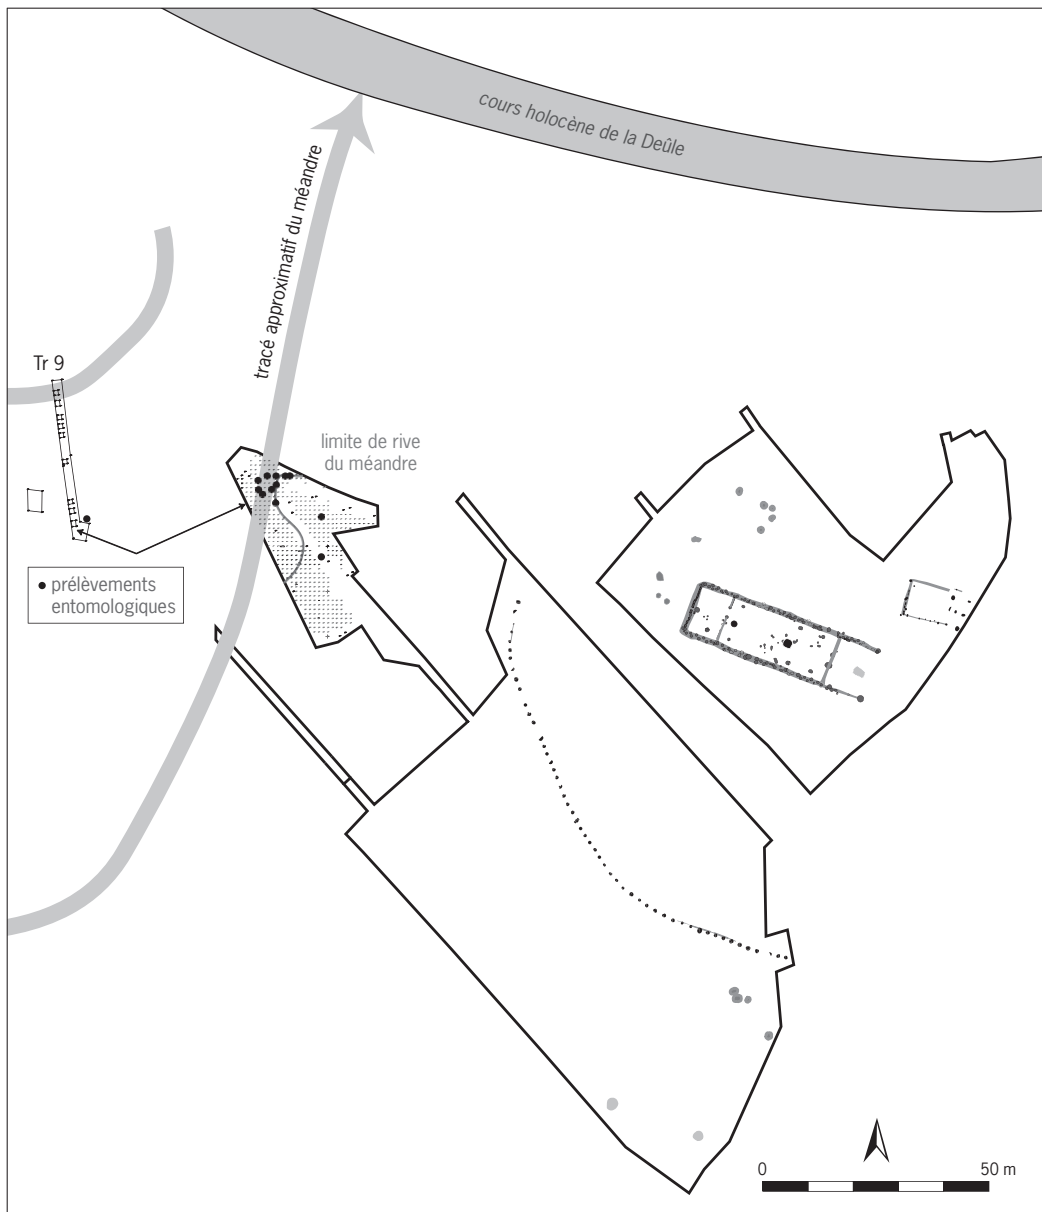 cours holocène de la Deûle
tracé approximatif du méandre
Tr 9
limite de rive
du méandre
prélèvements
entomologiques
0
50 m